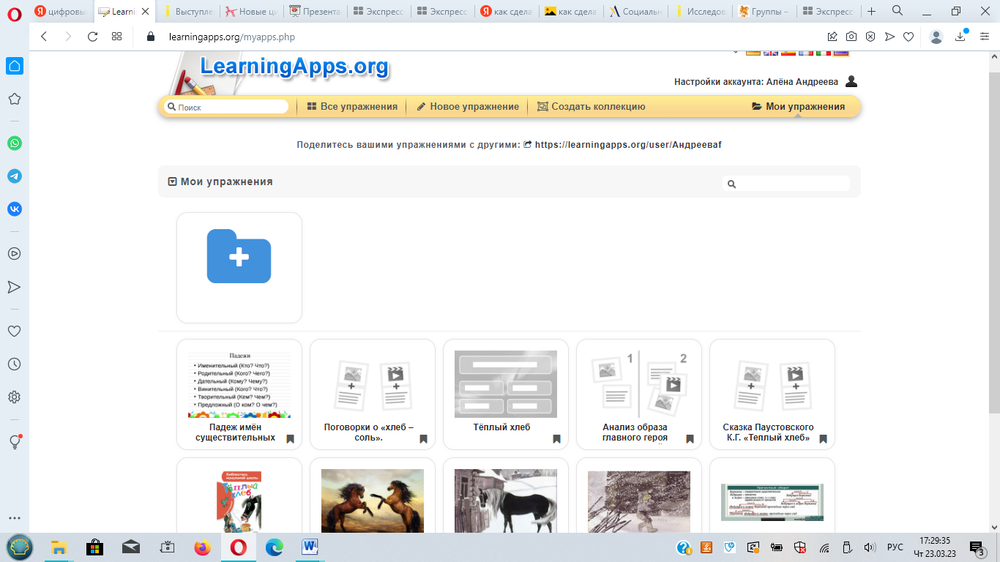 цифровы
Learni
Выступле
Новые ци
Презента
Экспресс-
Экспресс
как сдела
как сдела
Социальн
Исследов
Группы –
Экспресс-
learningapps.org/myapps.php
LearningApps.org
Настройки аккаунта: Алёна Андреева
Поиск
Все упражнения
Новое упражнение
Создать коллекцию
Мои упражнения
Поделитесь вашими упражнениями с другими: https://learningapps.org/user/Андрееваf
Мои упражнения
Падежи
• Именительный (Кто? Что?)
• Родительный (Кого? Чего?)
• Дательный (Кому? Чему?)
• Винительный (Кого? Что?)
• Творительный (Кем? Чем?)
• Предложный (О ком? О чем?)
1
2
Падеж имён
существительных
Поговорки о «хлеб –
соль».
Тёплый хлеб
Анализ образа
главного героя
Сказка Паустовского
К.Г. «Теплый хлеб»
Библиотека
начальной школы
Тёплый
хлеб
Причастный оборот
РУС
17:29:35
Чт 23.03.23
3